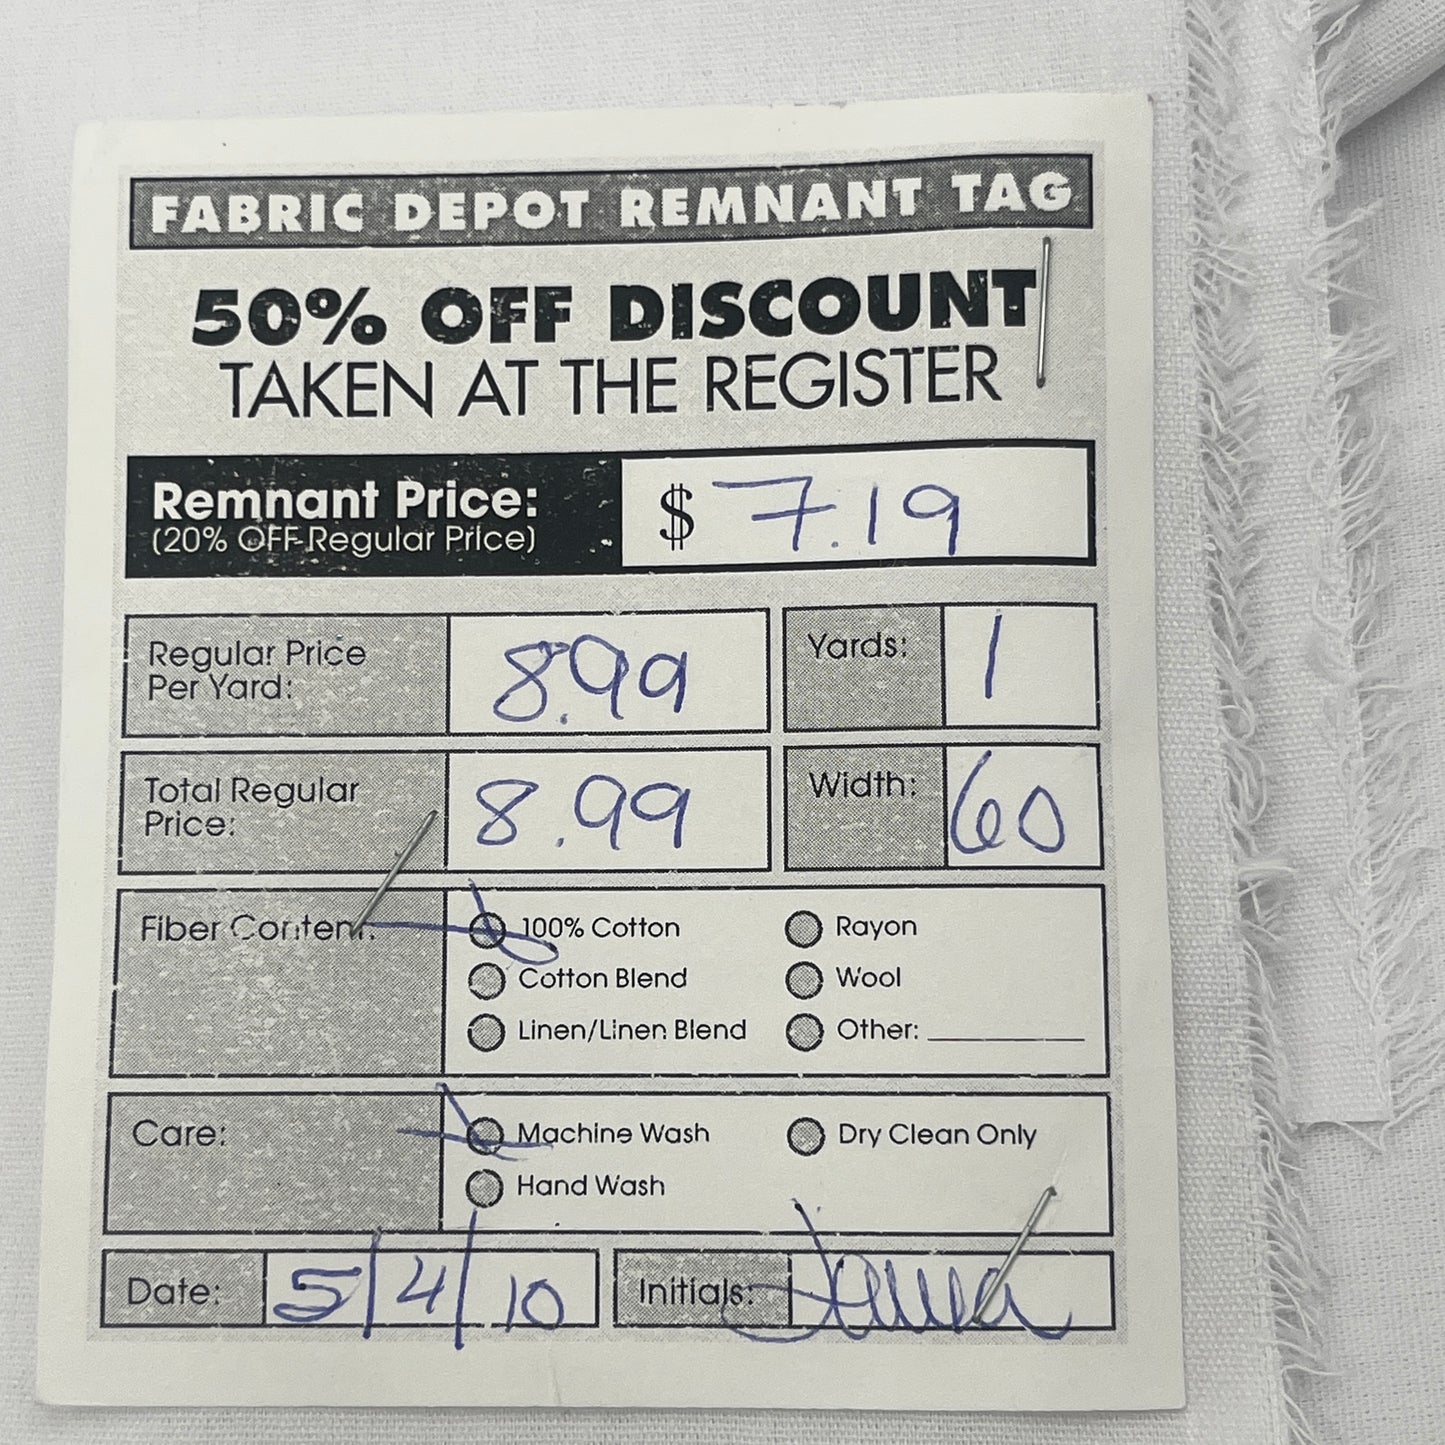 FABRIC DEPOT REMNANT TAG
50% OFF DISCOUNT
TAKEN AT THE REGISTER
Remnant Price:
(20% OFF Regular Price)
$ 7.19
Regular Price
Per Yard:
8.99
Yards: 1
Total Regular
Price:
8.99
Width: 60
Fiber Content:
100% Cotton
Rayon
Cotton Blend
Wool
Linen/Linen Blend
Other:
Care:
Machine Wash
Dry Clean Only
Hand Wash
Date: 5/4/10
Initials: